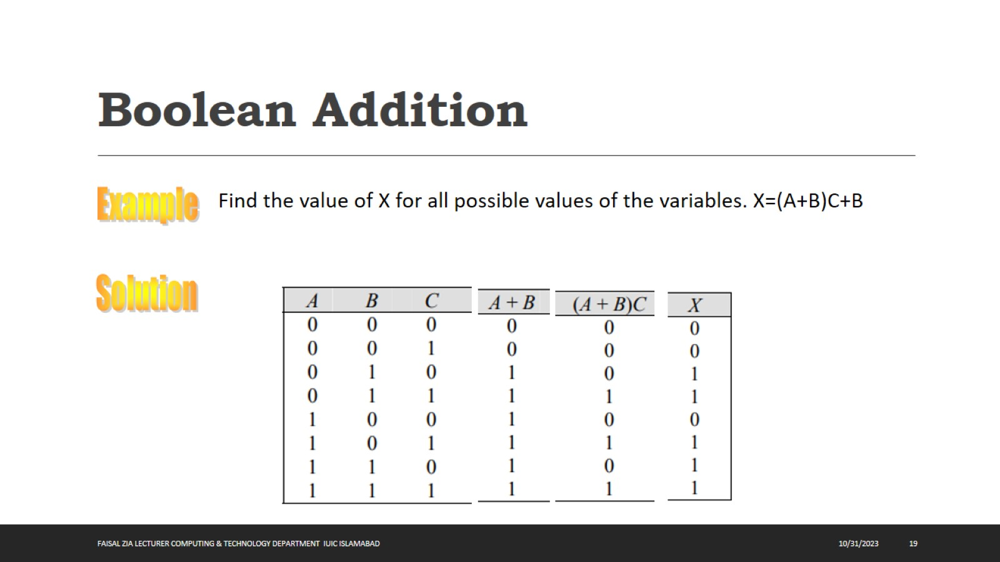 Boolean Addition
Example Find the value of X for all possible values of the variables. X=(A+B)C+B
Solution
A B C A + B (A + B)C X
0 0 0 0 0 0
0 0 1 0 0 0
0 1 0 1 0 1
0 1 1 1 1 1
1 0 0 1 0 0
1 0 1 1 1 1
1 1 0 1 0 1
1 1 1 1 1 1
FAISAL ZIA LECTURER COMPUTING & TECHNOLOGY DEPARTMENT IUIC ISLAMABAD 10/31/2023 19